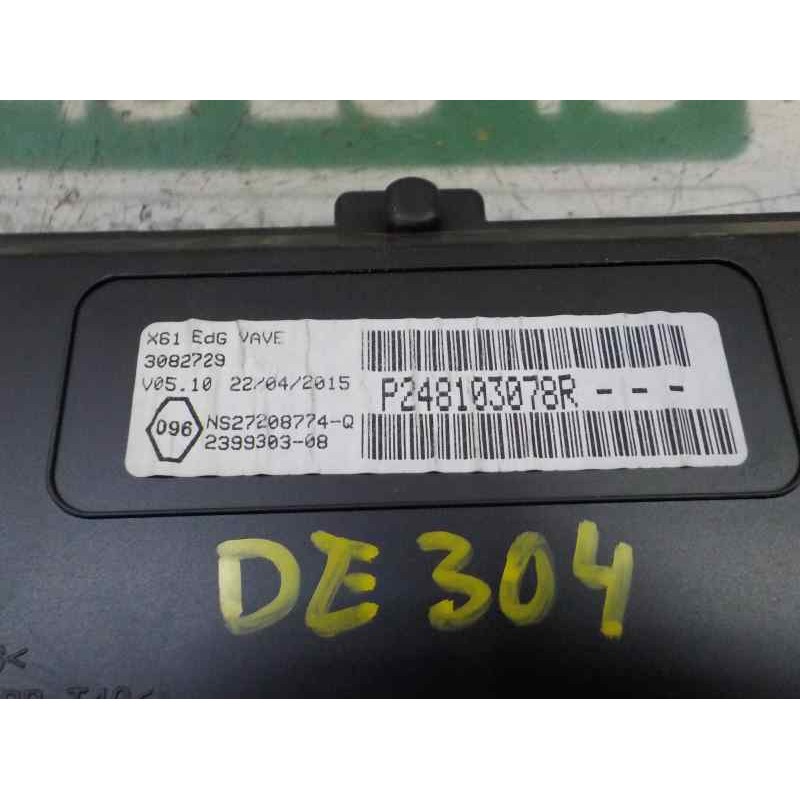 X61 EdG VAVE
3082729
V05.10 22/04/2015
P248103078R - - -
096
NS27208774-Q
2399303-08
DE 304